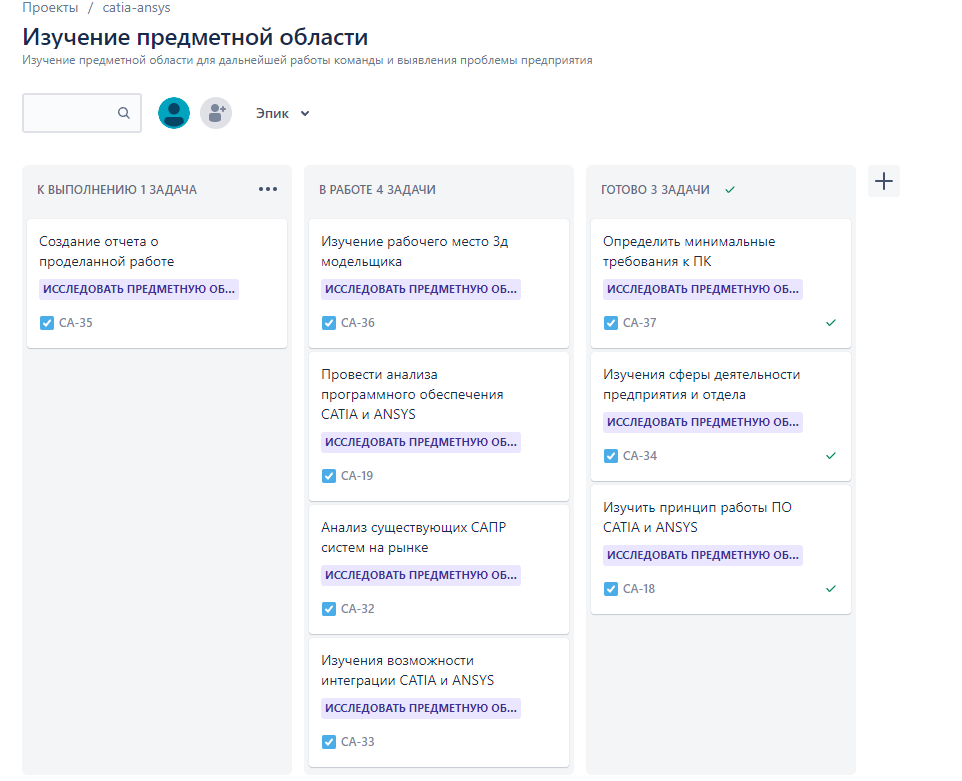 Проекты / catia-ansys
Изучение предметной области
Изучение предметной области для дальнейшей работы команды и выявления проблемы предприятия
Эпик
К ВЫПОЛНЕНИЮ 1 ЗАДАЧА
Создание отчета о
проделанной работе
ИССЛЕДОВАТЬ ПРЕДМЕТНУЮ ОБ...
CA-35
В РАБОТЕ 4 ЗАДАЧИ
Изучение рабочего место 3д
модельщика
ИССЛЕДОВАТЬ ПРЕДМЕТНУЮ ОБ...
CA-36
Провести анализа
программного обеспечения
CATIA и ANSYS
ИССЛЕДОВАТЬ ПРЕДМЕТНУЮ ОБ...
CA-19
Анализ существующих САПР
систем на рынке
ИССЛЕДОВАТЬ ПРЕДМЕТНУЮ ОБ...
CA-32
Изучения возможности
интеграции CATIA и ANSYS
ИССЛЕДОВАТЬ ПРЕДМЕТНУЮ ОБ...
CA-33
ГОТОВО 3 ЗАДАЧИ
Определить минимальные
требования к ПК
ИССЛЕДОВАТЬ ПРЕДМЕТНУЮ ОБ...
CA-37
Изучения сферы деятельности
предприятия и отдела
ИССЛЕДОВАТЬ ПРЕДМЕТНУЮ ОБ...
CA-34
Изучить принцип работы ПО
CATIA и ANSYS
ИССЛЕДОВАТЬ ПРЕДМЕТНУЮ ОБ...
CA-18